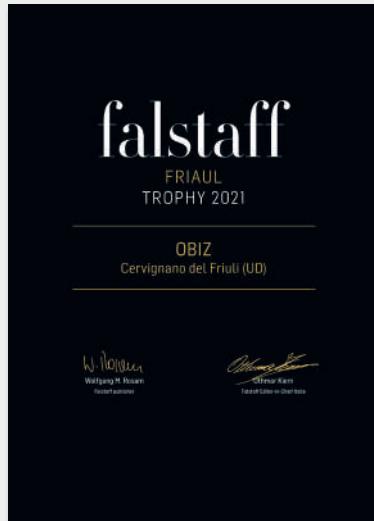 falstaff
FRIAUL
TROPHY 2021
OBIZ
Cervignano del Friuli (UD)
W. Rosam
Wolfgang M. Rosam
Falstaff publisher
Othmar Kiem
Falstaff Editor-in-Chief Italia